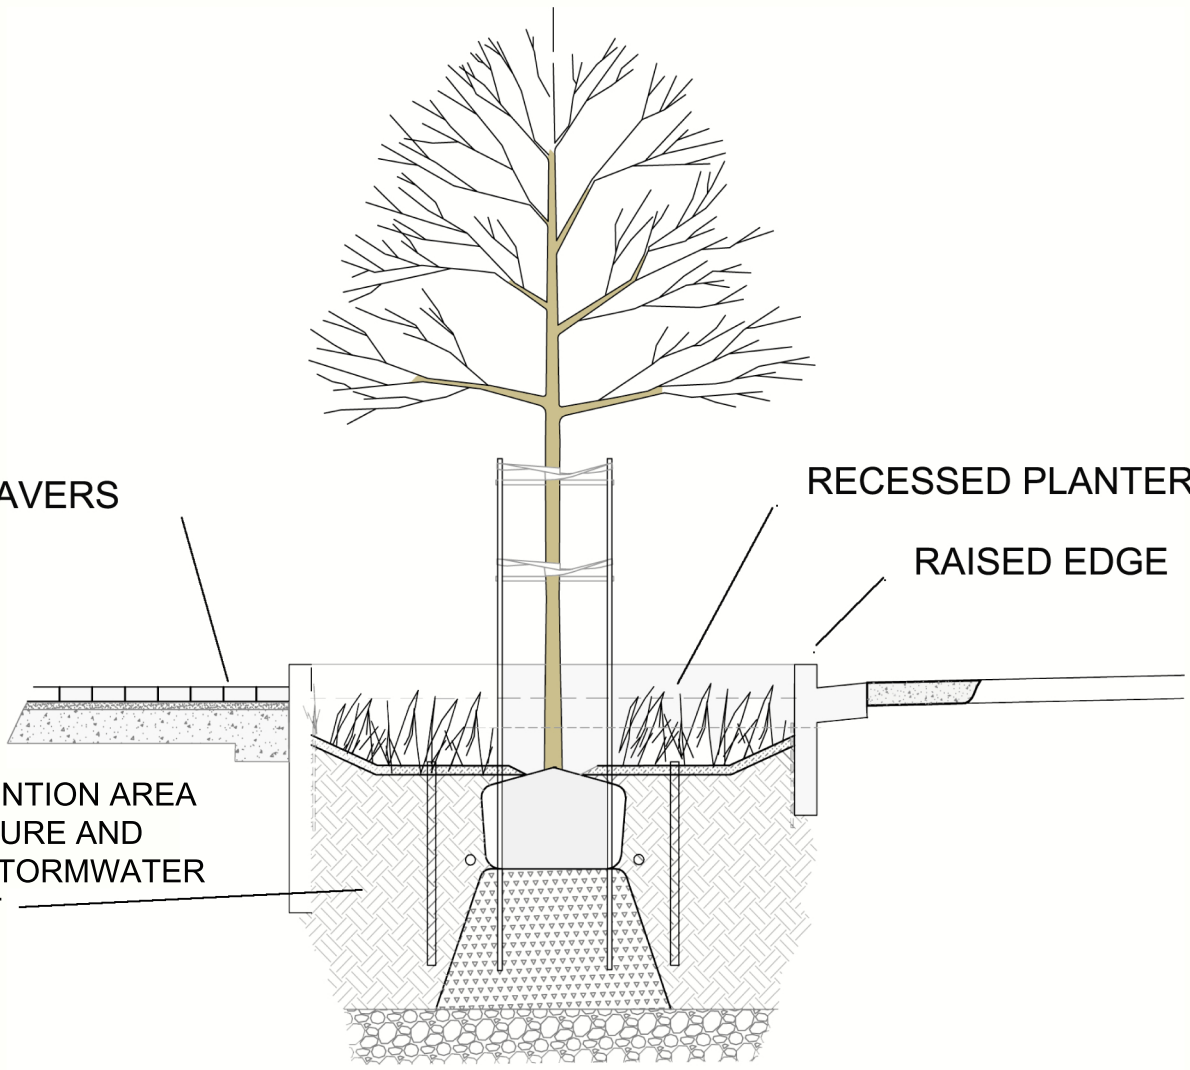 AVERS
RECESSED PLANTER
RAISED EDGE
NTION AREA
URE AND
TORMWATER